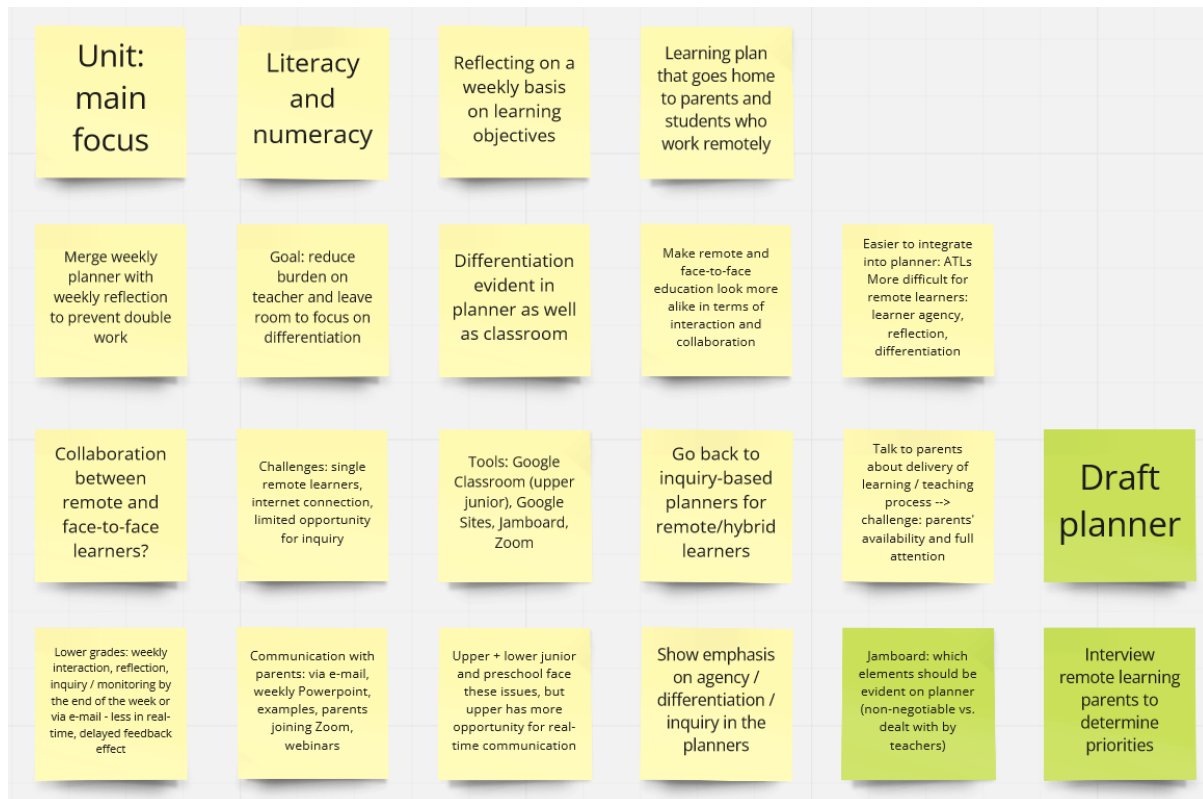 Unit:
main
focus
Literacy
and
numeracy
Reflecting on a
weekly basis
on learning
objectives
Learning plan
that goes home
to parents and
students who
work remotely
Merge weekly
planner with
weekly reflection
to prevent double
work
Goal: reduce
burden on
teacher and leave
room to focus on
differentiation
Differentiation
evident in
planner as well
as classroom
Make remote and
face-to-face
education look more
alike in terms of
interaction and
collaboration
Easier to integrate
into planner: ATLs
More difficult for
remote learners:
learner agency,
reflection,
differentiation
Collaboration
between
remote and
face-to-face
learners?
Challenges: single
remote learners,
internet connection,
limited opportunity
for inquiry
Tools: Google
Classroom (upper
junior), Google
Sites, Jamboard,
Zoom
Go back to
inquiry-based
planners for
remote/hybrid
learners
Talk to parents
about delivery of
learning / teaching
process -->
challenge: parents'
availability and full
attention
Draft
planner
Lower grades: weekly
interaction, reflection,
inquiry / monitoring by
the end of the week or
via e-mail - less in real-
time, delayed feedback
effect
Communication with
parents: via e-mail,
weekly Powerpoint,
examples, parents
joining Zoom,
webinars
Upper + lower junior
and preschool face
these issues, but
upper has more
opportunity for real-
time communication
Show emphasis
on agency /
differentiation /
inquiry in the
planners
Jamboard: which
elements should be
evident on planner
(non-negotiable vs.
dealt with by
teachers)
Interview
remote learning
parents to
determine
priorities